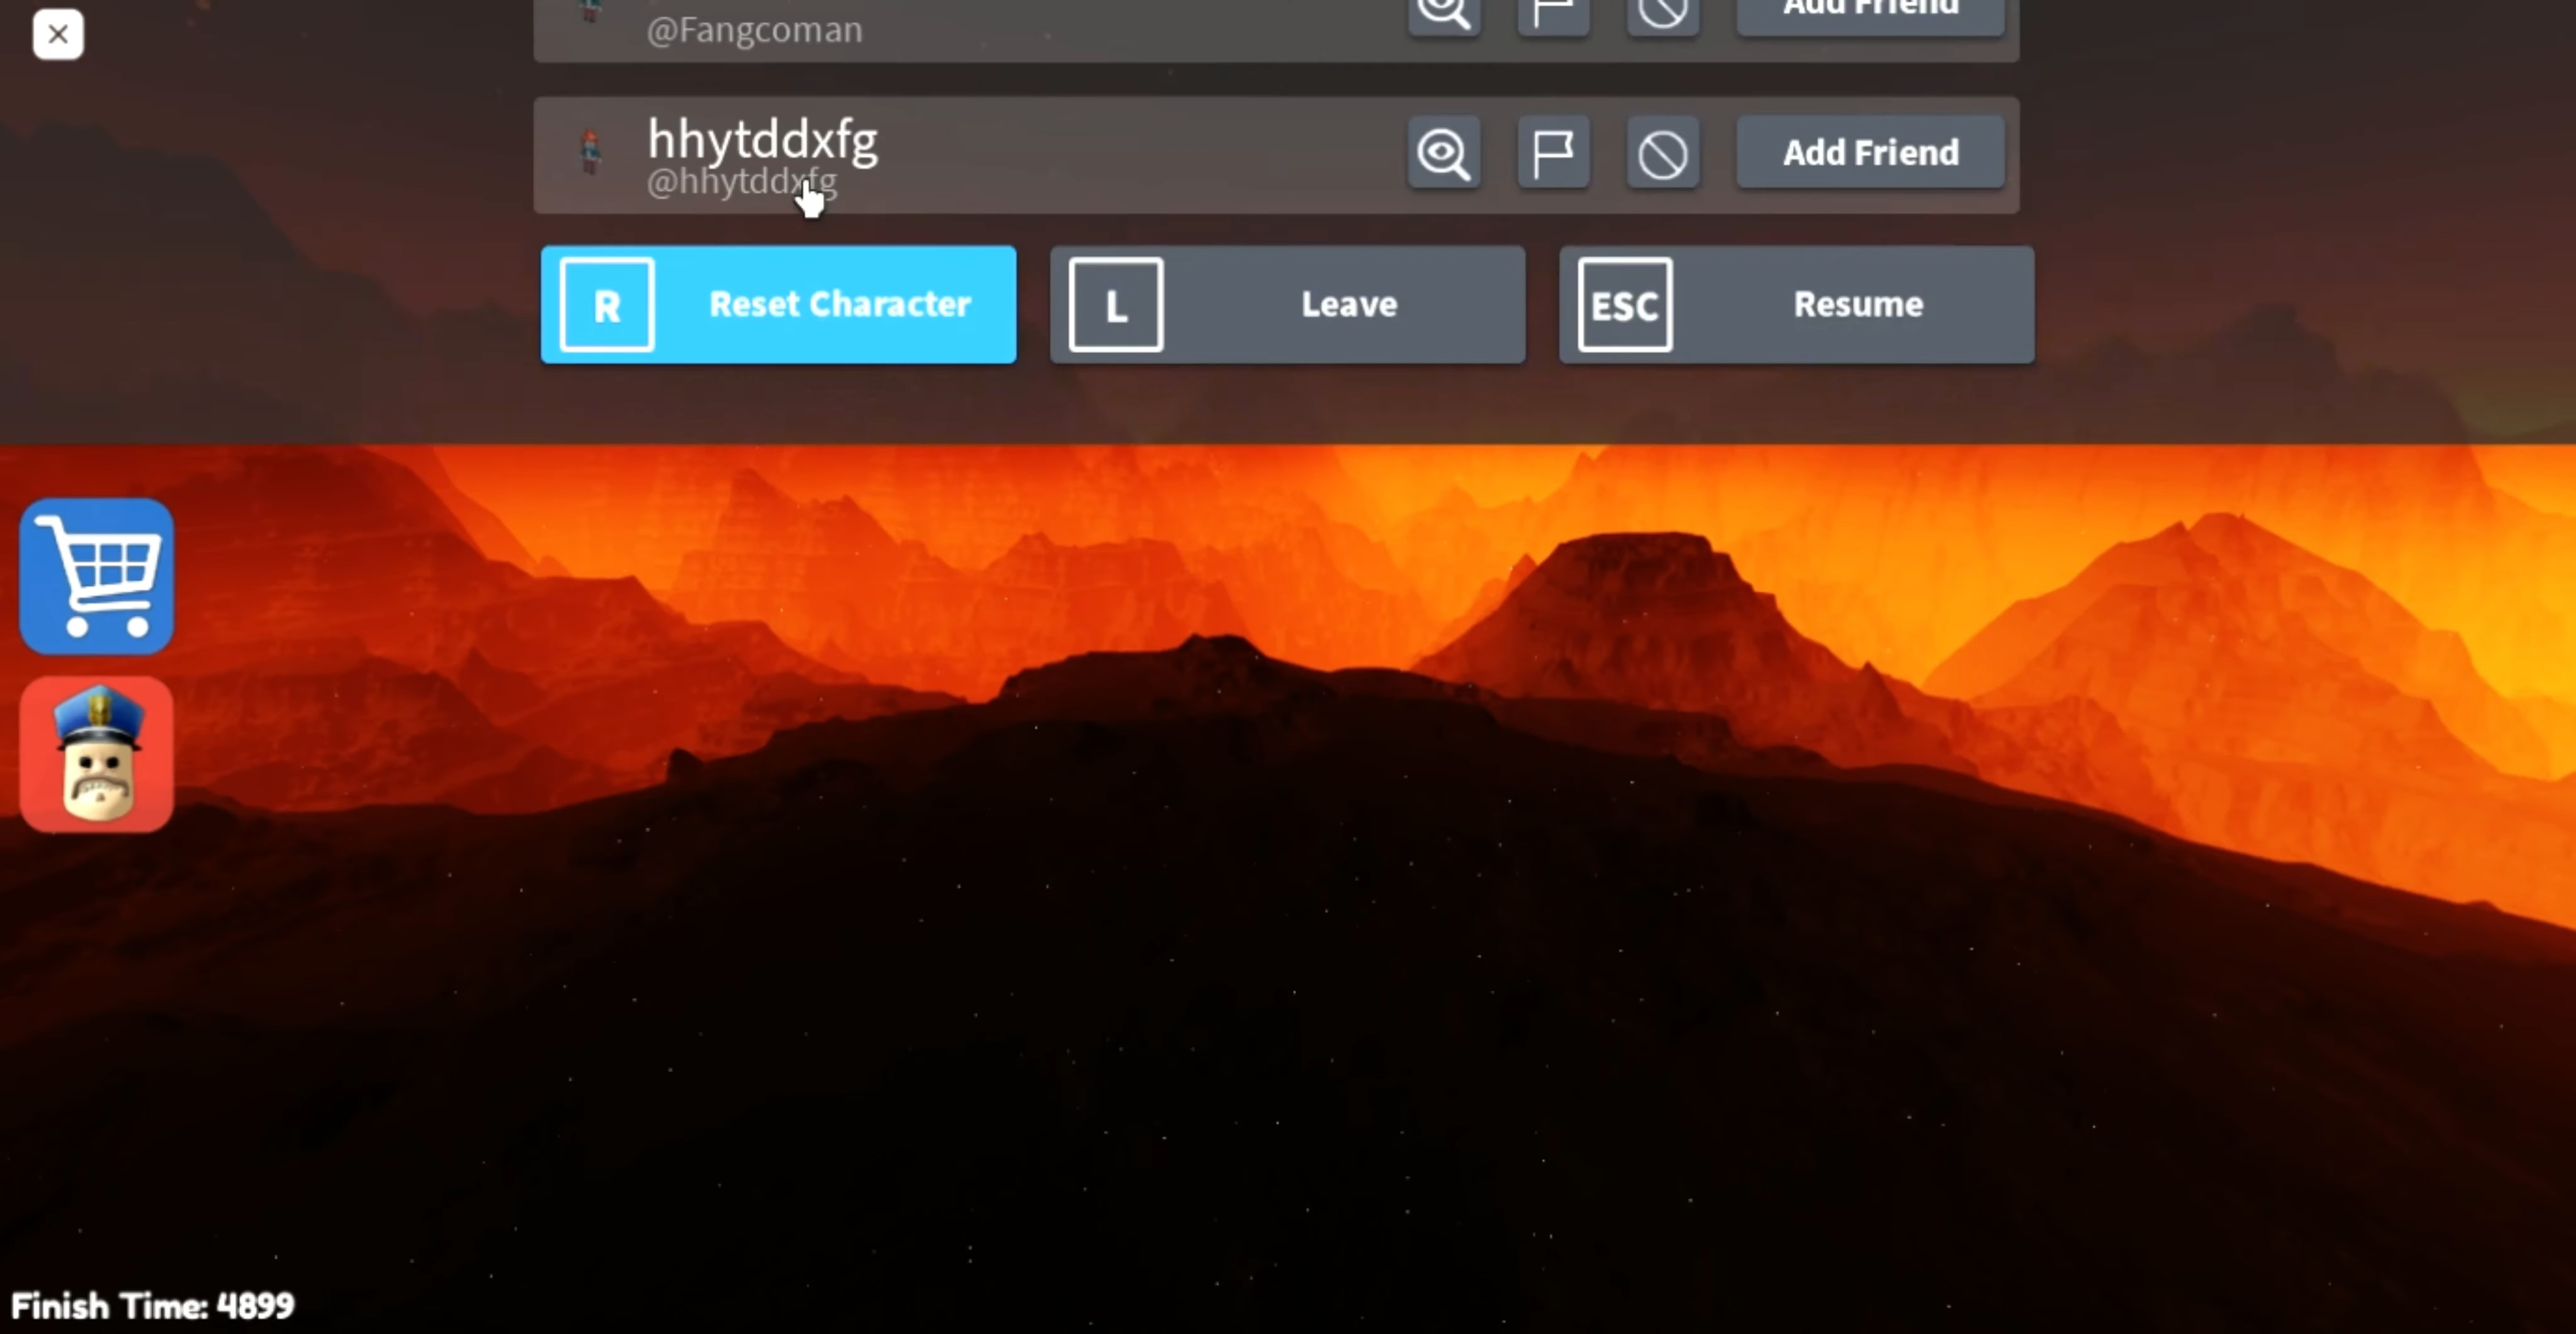 @Fangcoman
Add Friend
hhytddxfg
@hhytddxfg
Add Friend
R Reset Character
L Leave
ESC Resume
Finish Time: 4899